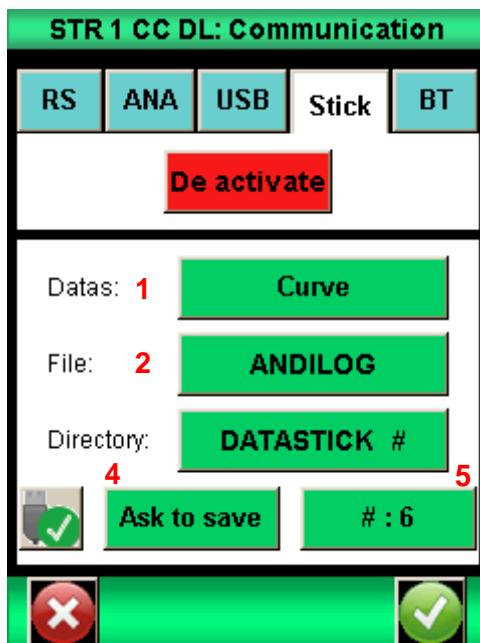 STR 1 CC DL: Communication
RS ANA USB Stick BT
De activate
Datas: 1 Curve
File: 2 ANDILOG
Directory: DATASTICK #
4 5
Ask to save # : 6